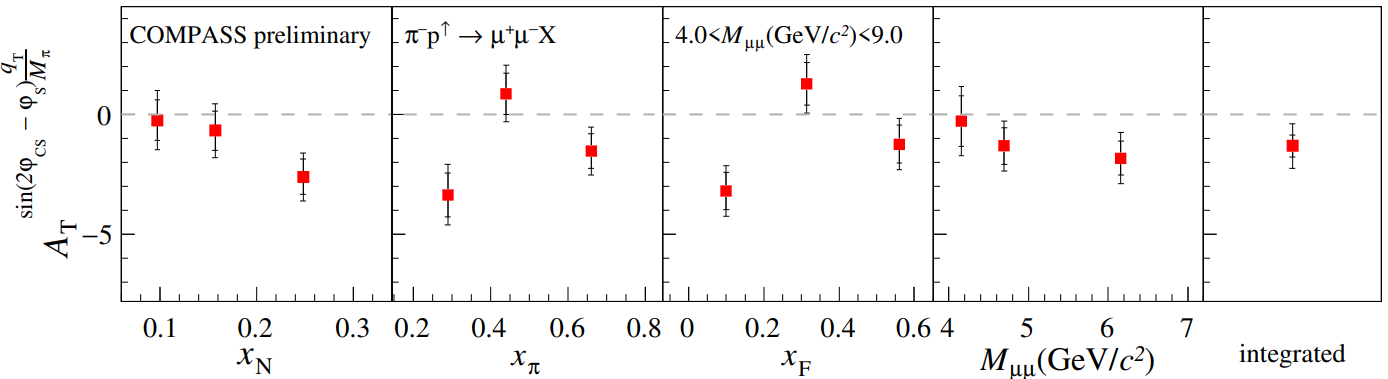 COMPASS preliminary
π⁻p↑ → μ⁺μ⁻X
4.0<Mμμ(GeV/c²)<9.0
A_T^{sin(2φ_CS − φ_S) q_T/M_π}
0
−5
0.1 0.2 0.3
x_N
0.2 0.4 0.6 0.8
x_π
0 0.2 0.4 0.6
x_F
4 5 6 7
Mμμ(GeV/c²)
integrated